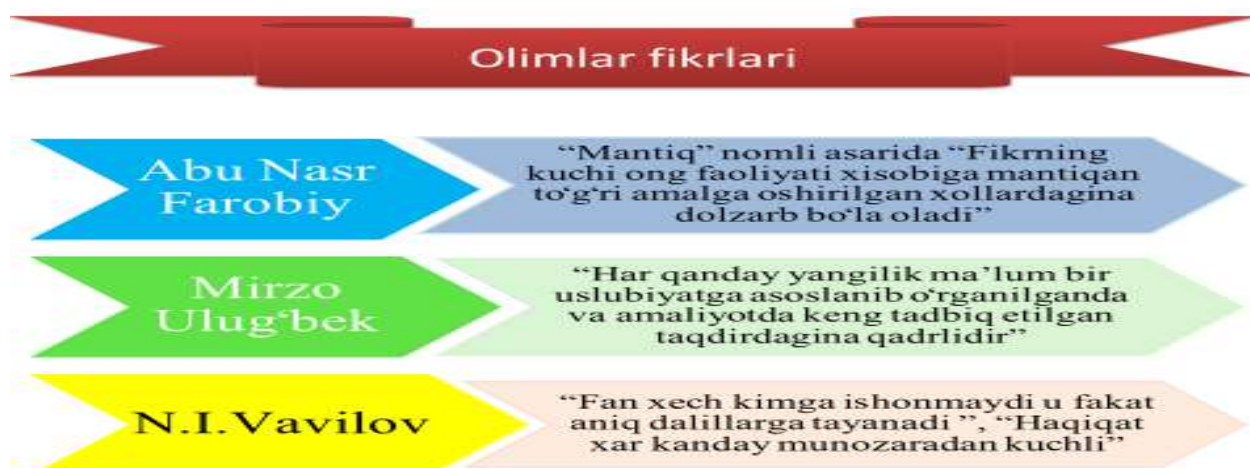 Olimlar fikrlari
Abu Nasr
Farobiy
“Mantiq” nomli asarida “Fikrning
kuchi ong faoliyati xisobiga mantiqan
to‘g‘ri amalga oshirilgan xollardagina
dolzarb bo‘la oladi”
Mirzo
Ulug‘bek
“Har qanday yangilik ma’lum bir
uslubiyatga asoslanib o‘rganilganda
va amaliyotda keng tadbiq etilgan
taqdirdagina qadrlidir”
N.I.Vavilov
“Fan xech kimga ishonmaydi u fakat
aniq dalillarga tayanadi ”, “Haqiqat
xar kanday munozaradan kuchli”